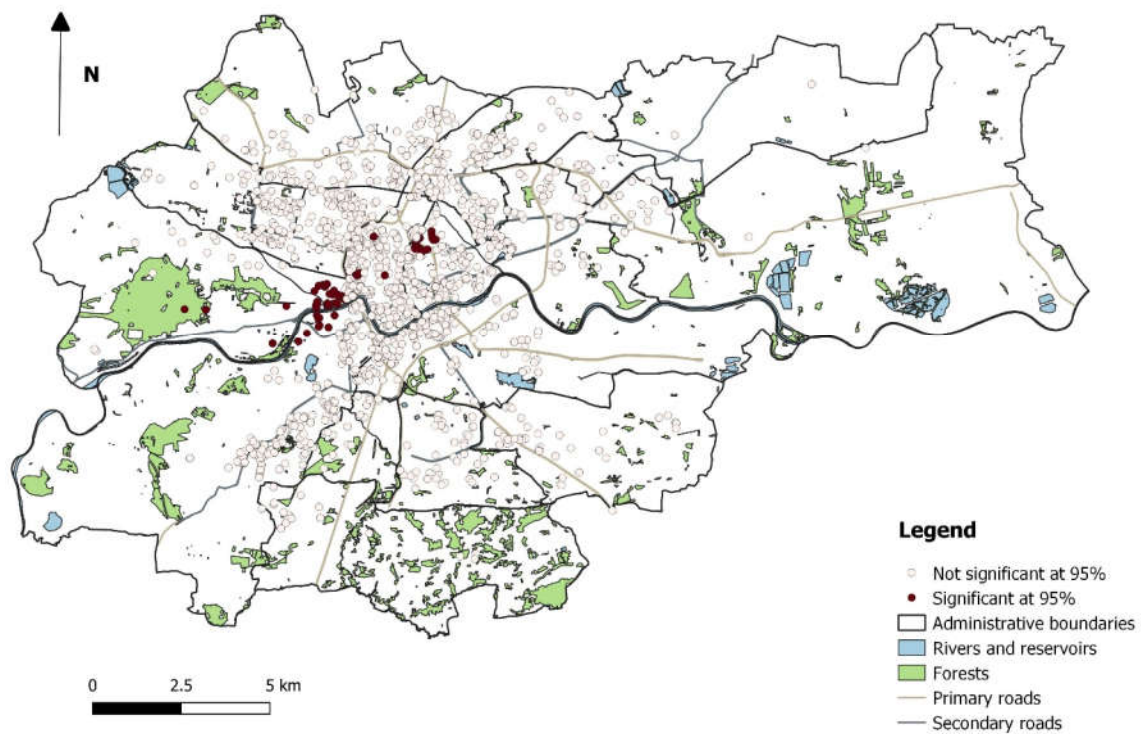 N
Legend
Not significant at 95%
Significant at 95%
Administrative boundaries
Rivers and reservoirs
Forests
Primary roads
Secondary roads
0 2.5 5 km